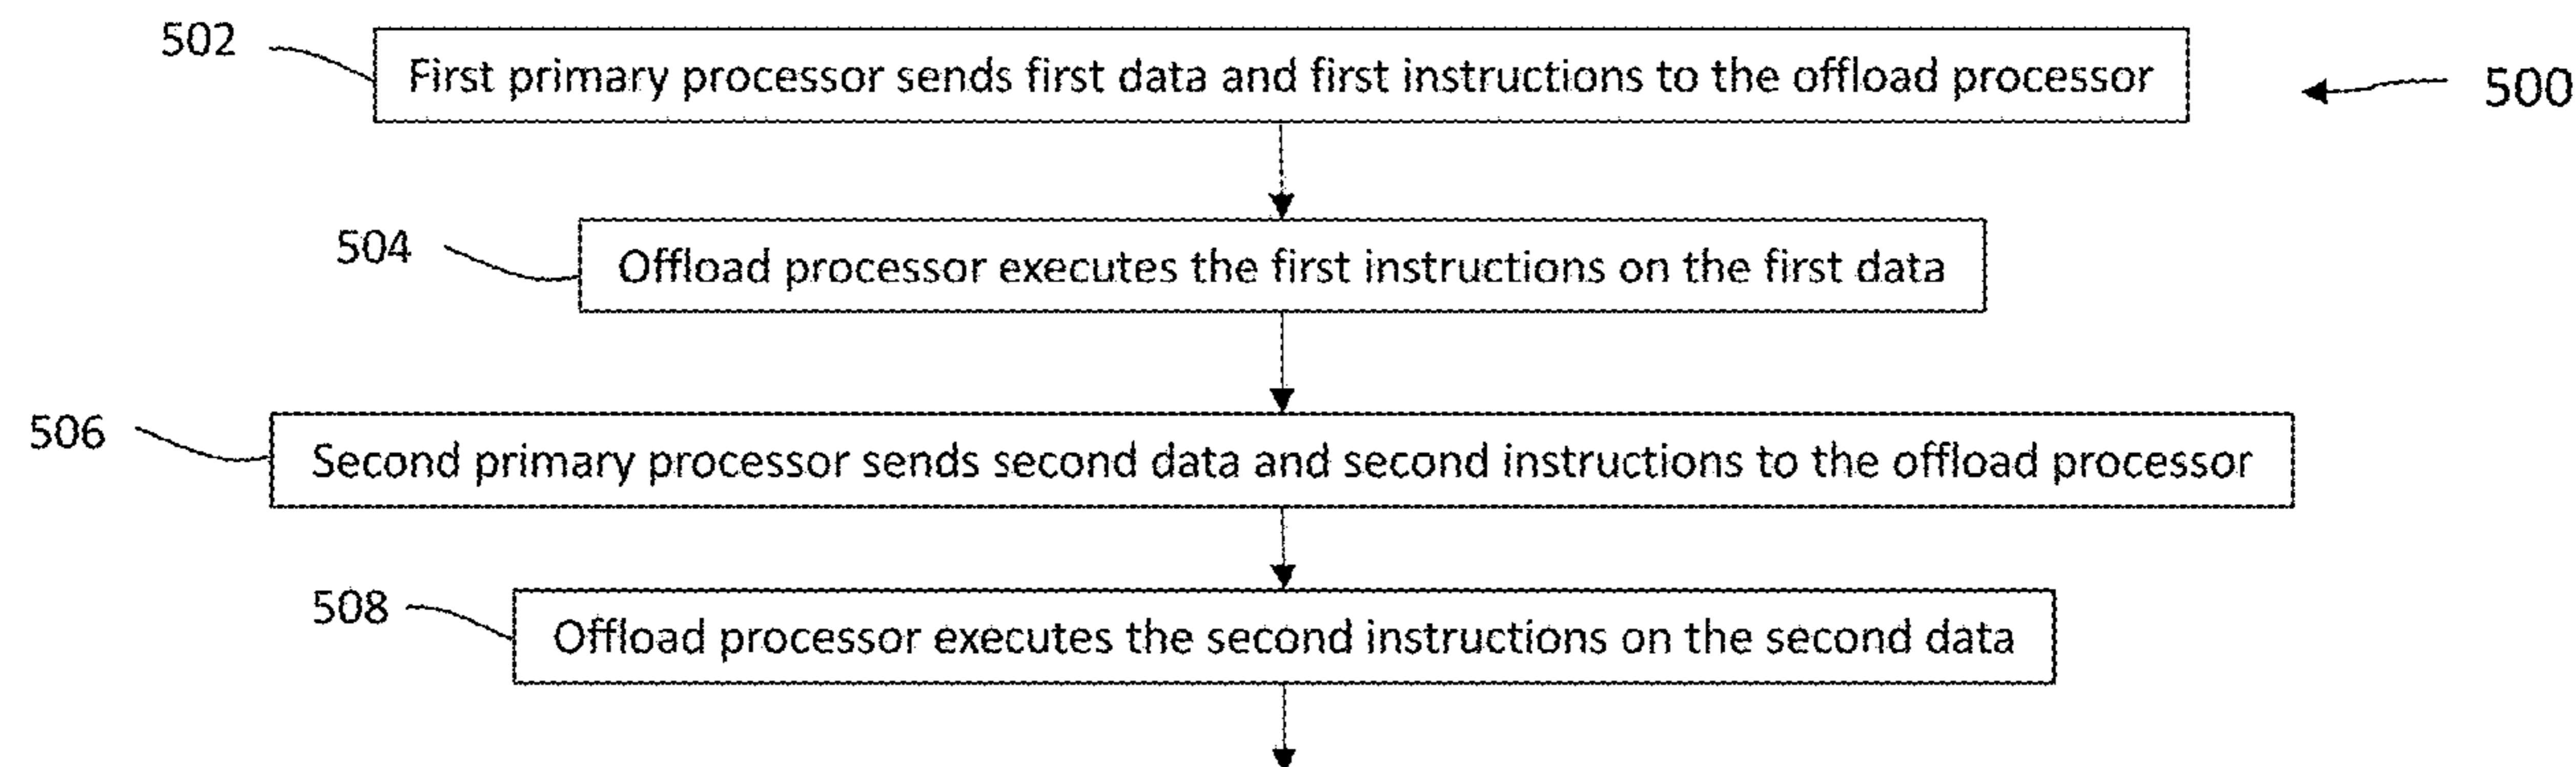 502
First primary processor sends first data and first instructions to the offload processor
500
504
Offload processor executes the first instructions on the first data
506
Second primary processor sends second data and second instructions to the offload processor
508
Offload processor executes the second instructions on the second data